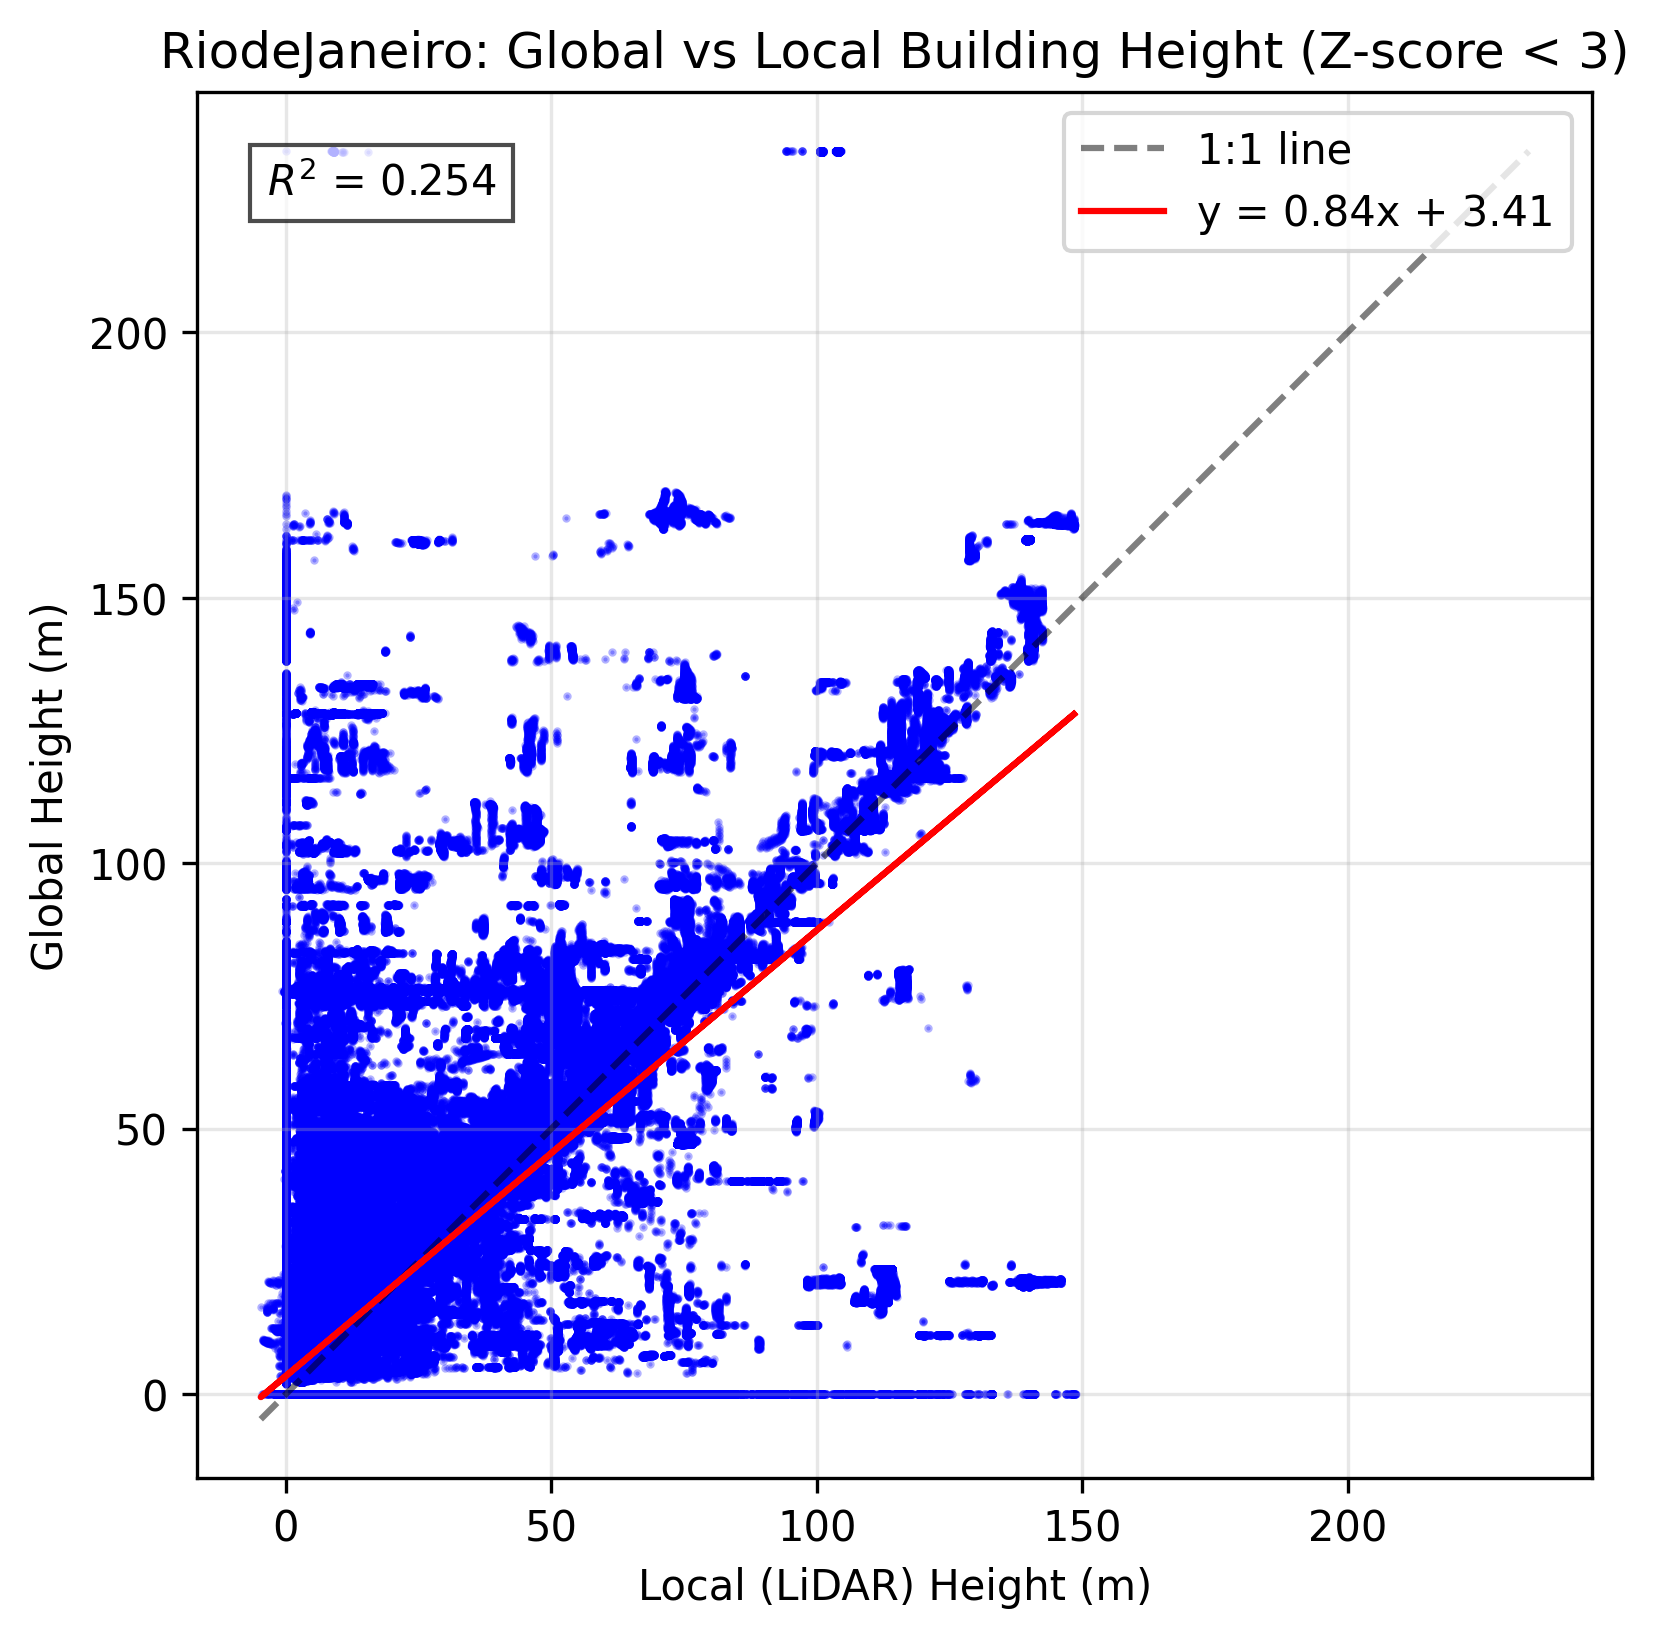 RiodeJaneiro: Global vs Local Building Height (Z-score < 3)
R² = 0.254
1:1 line
y = 0.84x + 3.41
Global Height (m)
200
150
100
50
0
0 50 100 150 200
Local (LiDAR) Height (m)